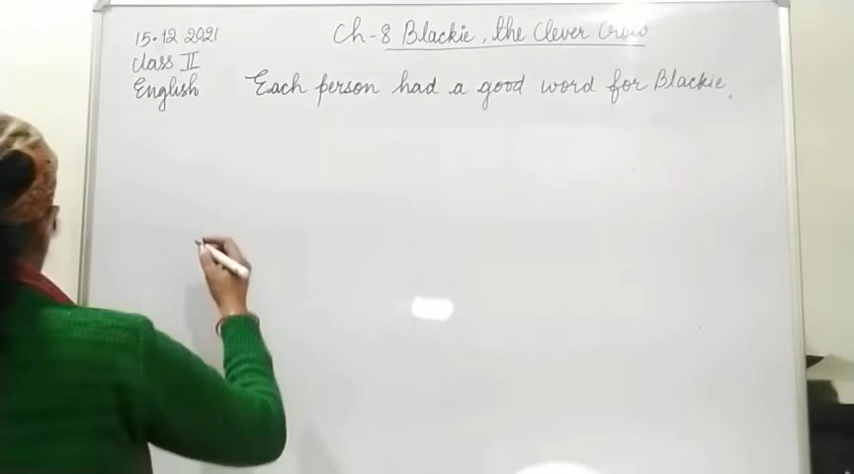 15.12.2021
Ch-8 Blackie, the Clever Crow
Class II
English
Each person had a good word for Blackie.